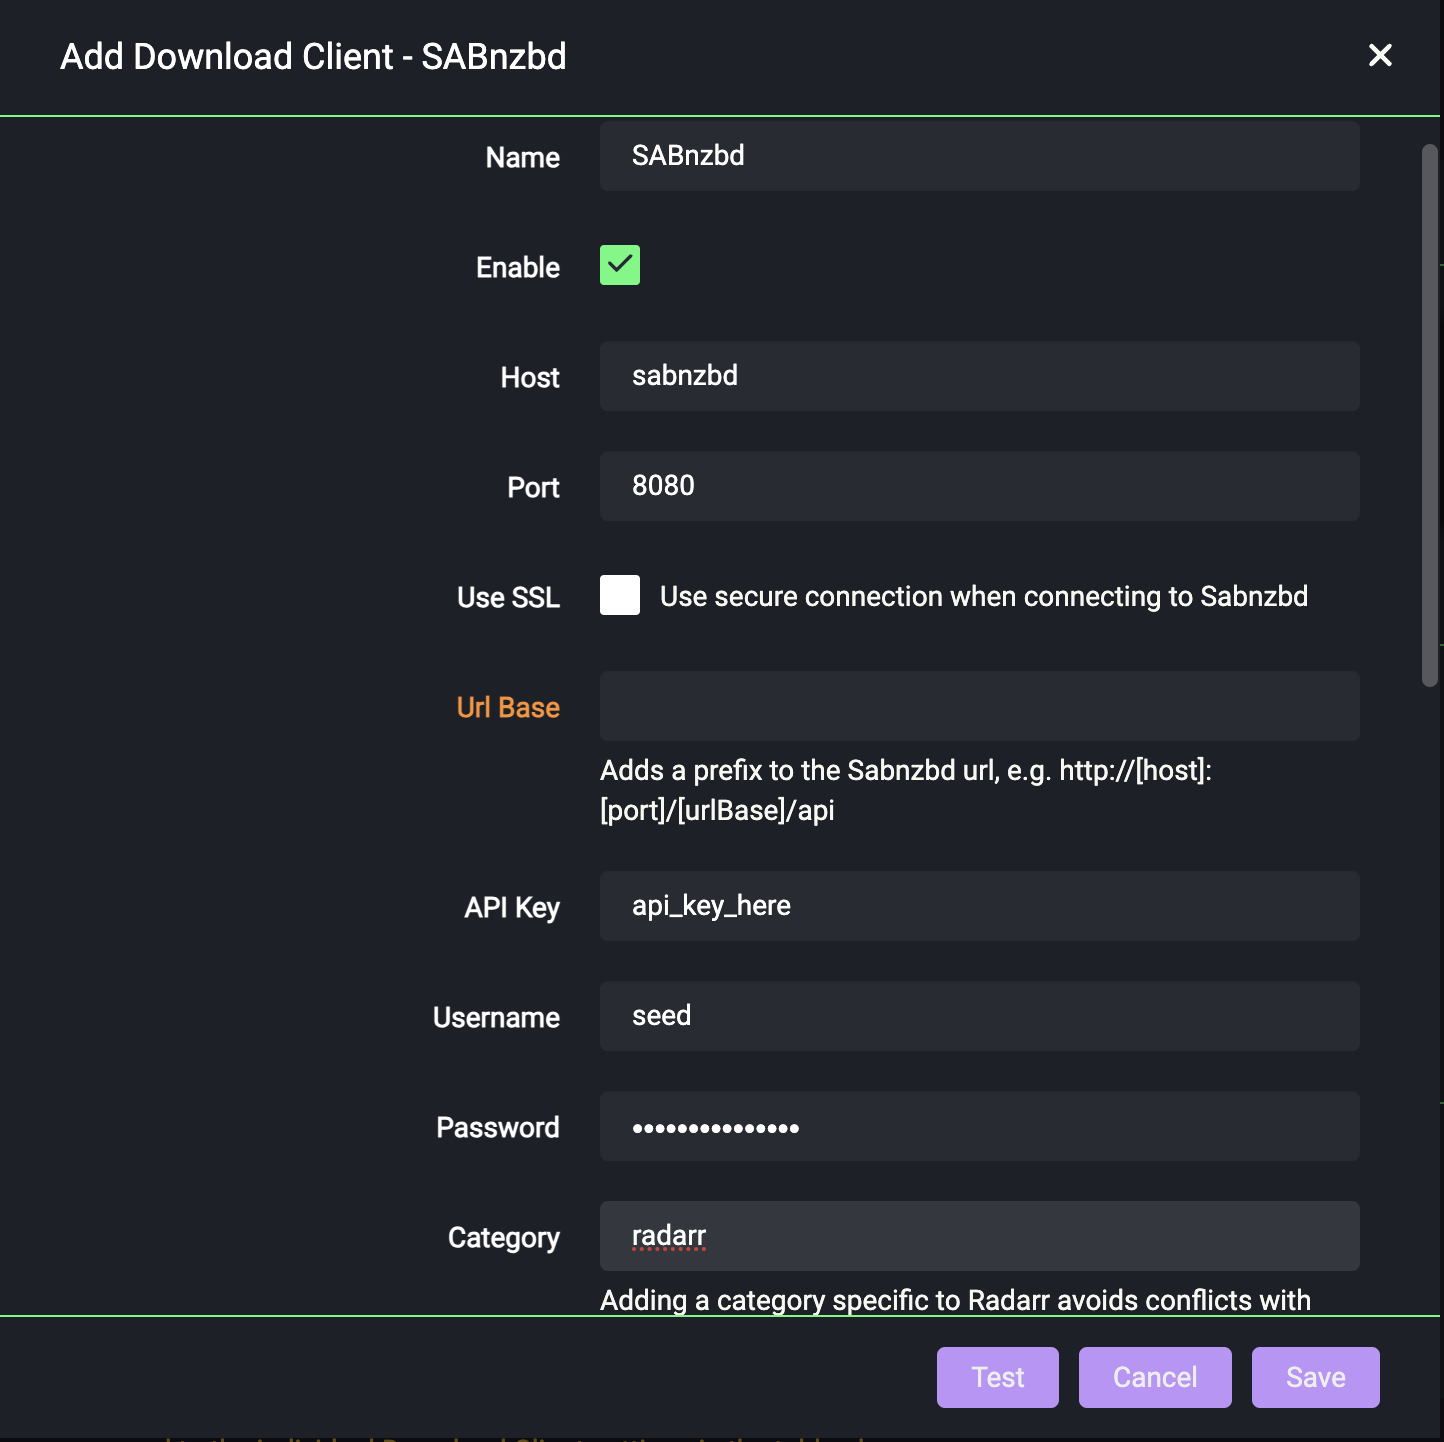 Add Download Client - SABnzbd
Name
SABnzbd
Enable
Host
sabnzbd
Port
8080
Use SSL
Use secure connection when connecting to Sabnzbd
Url Base
Adds a prefix to the Sabnzbd url, e.g. http://[host]:
[port]/[urlBase]/api
API Key
api_key_here
Username
seed
Password
•••••••••••••••
Category
radarr
Adding a category specific to Radarr avoids conflicts with
Test
Cancel
Save